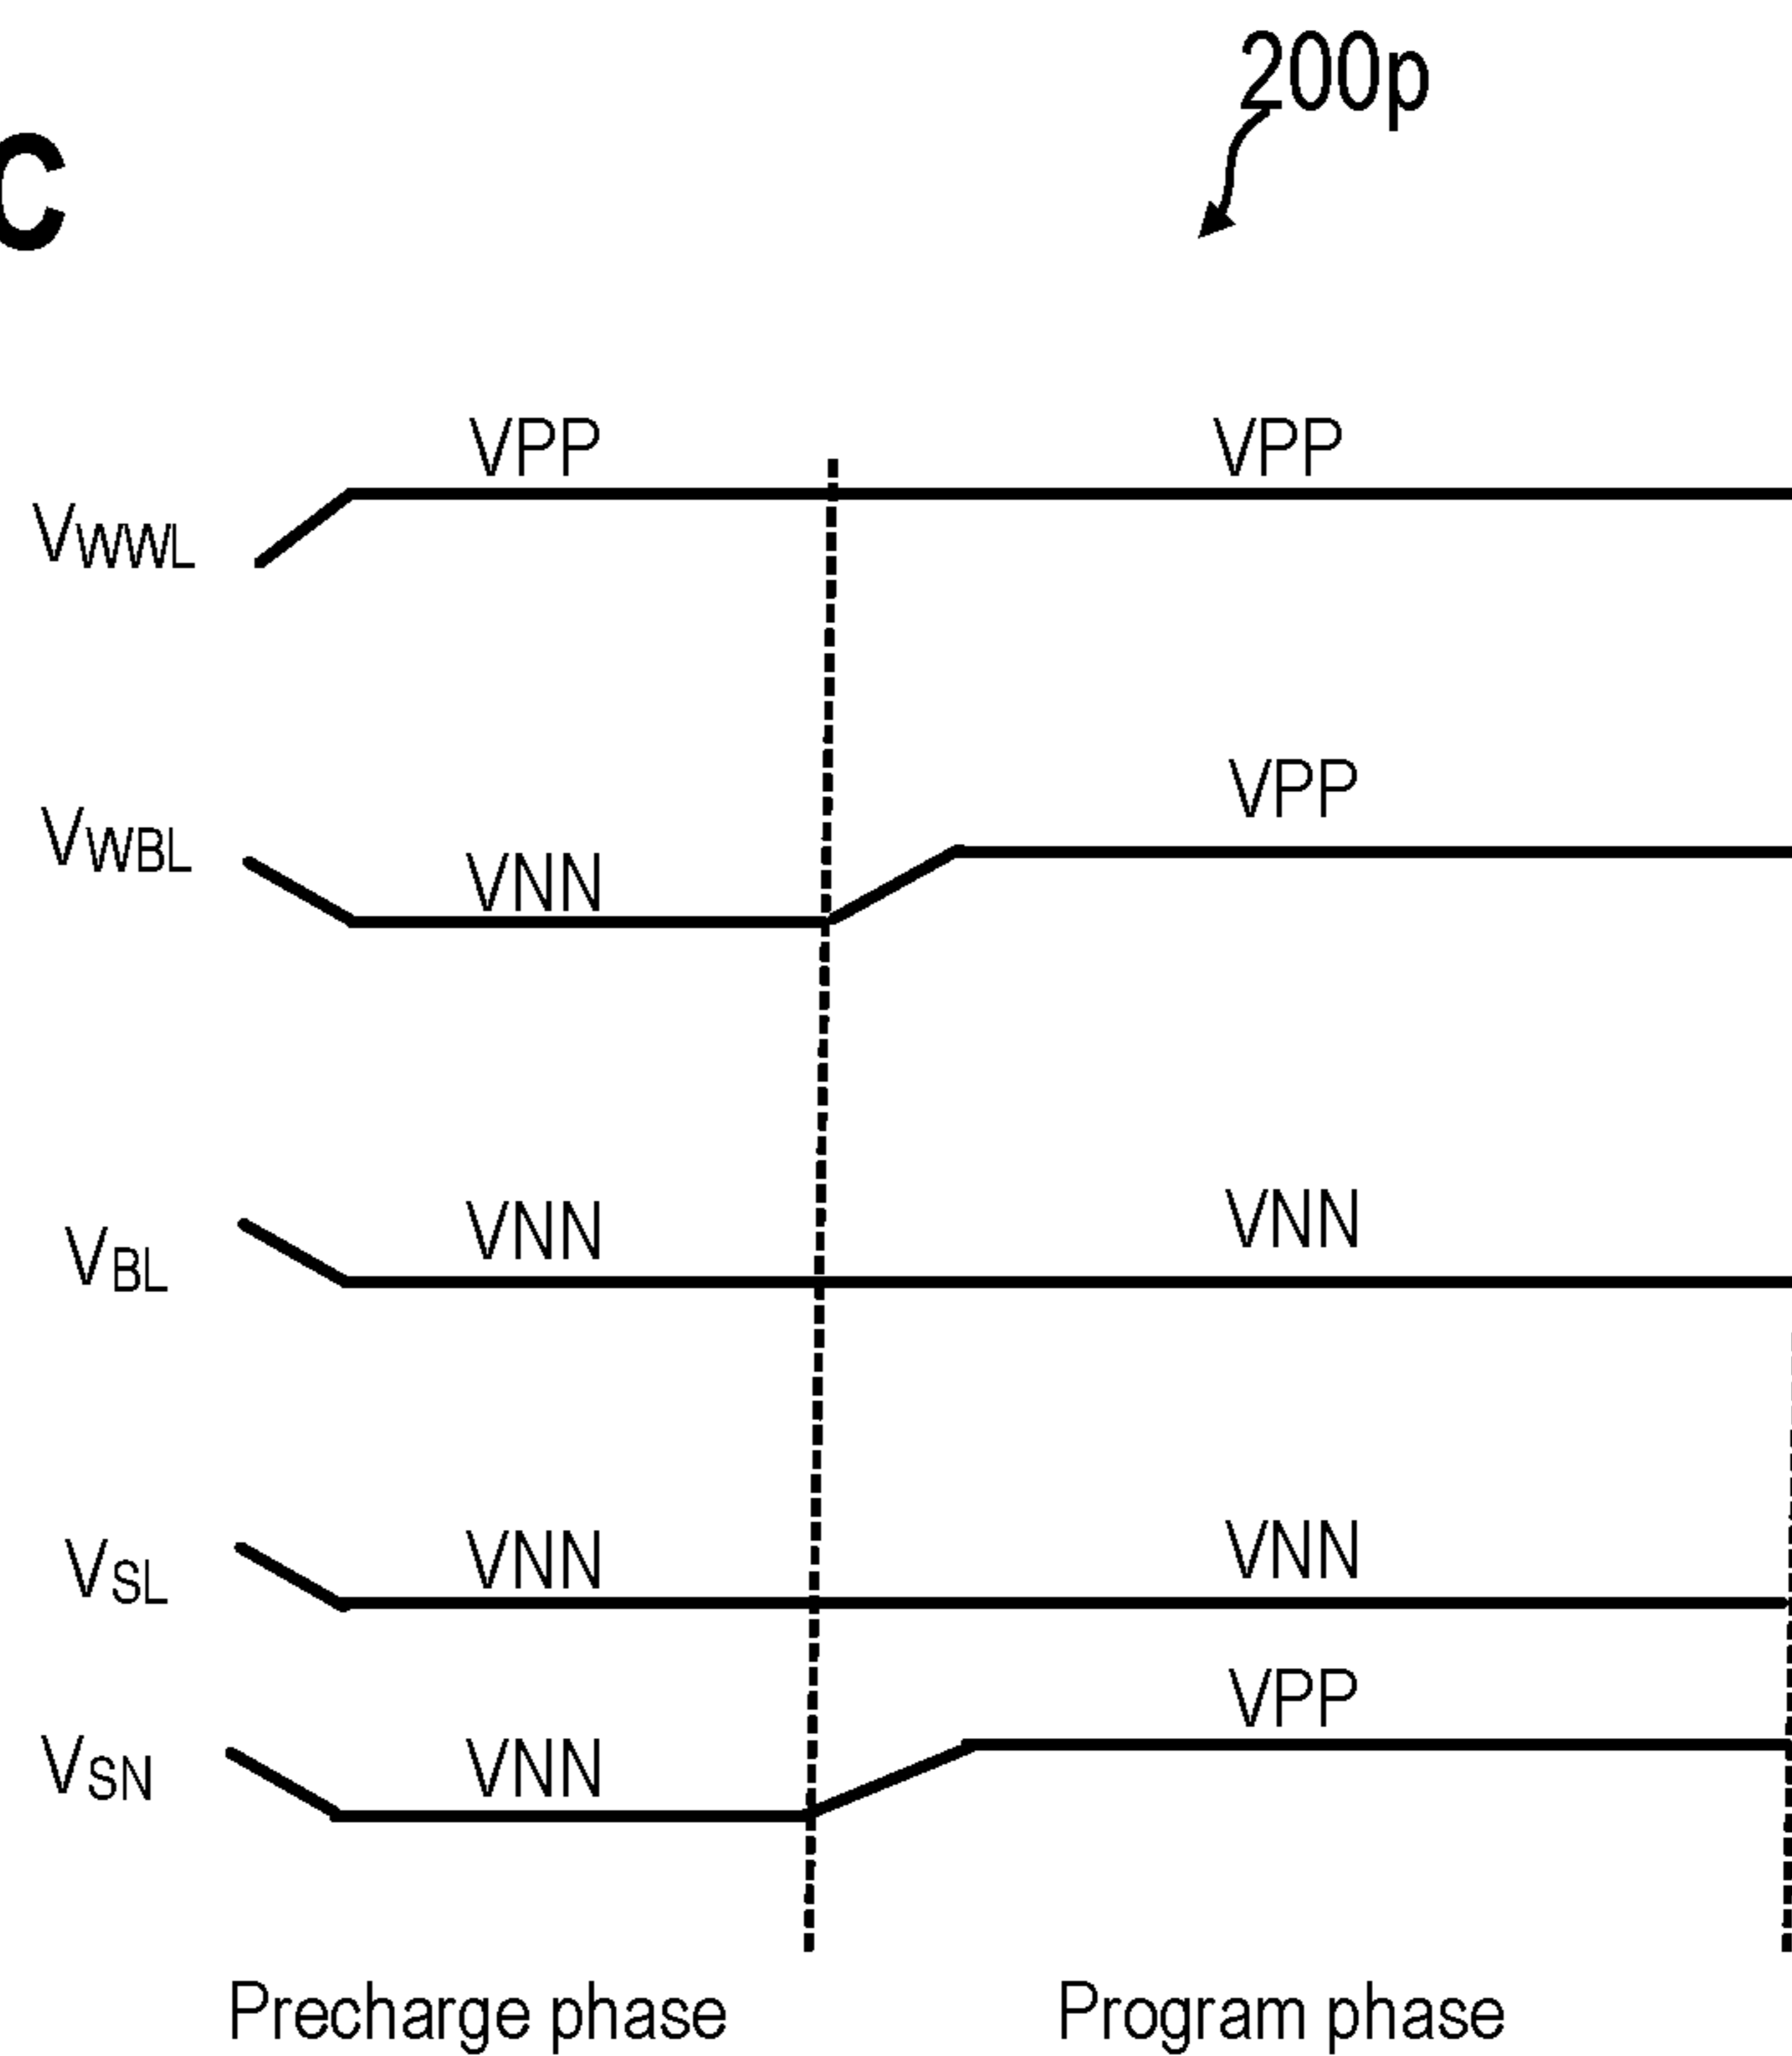 200p
C
VPP VPP
VWWL
VPP
VWBL VNN
VNN VNN
VBL
VNN VNN
VSL
VPP
VSN VNN
Precharge phase Program phase